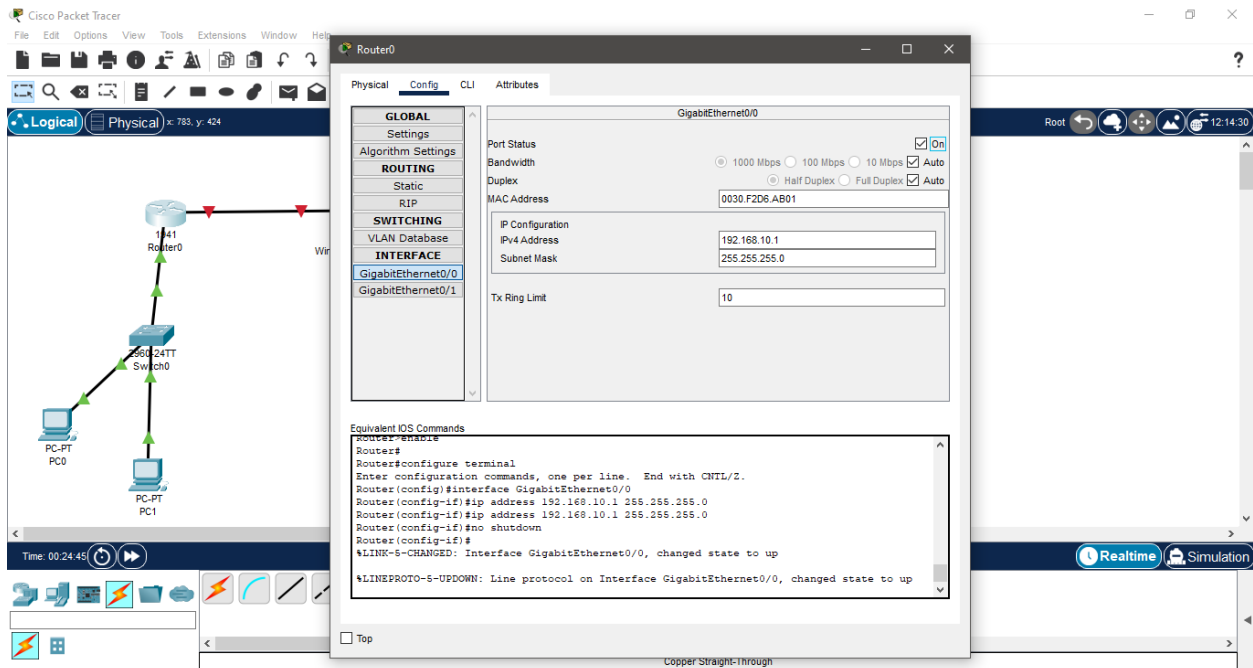 Cisco Packet Tracer
File Edit Options View Tools Extensions Window Help
?
Logical Physical x: 783, y: 424
Root 12:14:30
1941
Router0
Win
2960-24TT
Switch0
PC-PT
PC0
PC-PT
PC1
Time: 00:24:45
Realtime Simulation
Copper Straight-Through
Router0
Physical Config CLI Attributes
GLOBAL
Settings
Algorithm Settings
ROUTING
Static
RIP
SWITCHING
VLAN Database
INTERFACE
GigabitEthernet0/0
GigabitEthernet0/1
GigabitEthernet0/0
Port Status On
Bandwidth 1000 Mbps 100 Mbps 10 Mbps Auto
Duplex Half Duplex Full Duplex Auto
MAC Address 0030.F2D6.AB01
IP Configuration
IPv4 Address 192.168.10.1
Subnet Mask 255.255.255.0
Tx Ring Limit 10
Equivalent IOS Commands
Router>enable
Router#
Router#configure terminal
Enter configuration commands, one per line. End with CNTL/Z.
Router(config)#interface GigabitEthernet0/0
Router(config-if)#ip address 192.168.10.1 255.255.255.0
Router(config-if)#ip address 192.168.10.1 255.255.255.0
Router(config-if)#no shutdown
Router(config-if)#
%LINK-5-CHANGED: Interface GigabitEthernet0/0, changed state to up
%LINEPROTO-5-UPDOWN: Line protocol on Interface GigabitEthernet0/0, changed state to up
Top